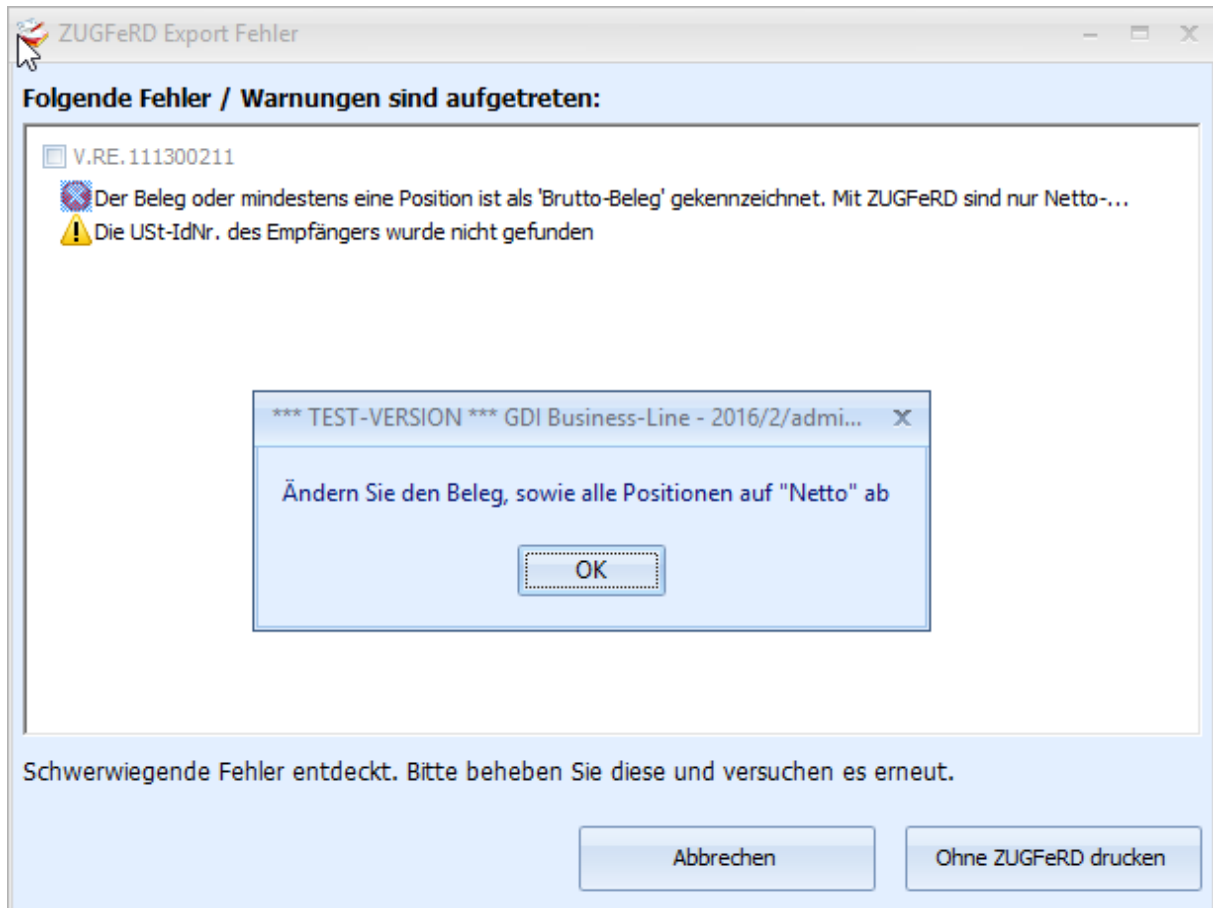 ZUGFeRD Export Fehler
Folgende Fehler / Warnungen sind aufgetreten:
V.RE.111300211
Der Beleg oder mindestens eine Position ist als 'Brutto-Beleg' gekennzeichnet. Mit ZUGFeRD sind nur Netto-...
Die USt-IdNr. des Empfängers wurde nicht gefunden
*** TEST-VERSION *** GDI Business-Line - 2016/2/admi...
Ändern Sie den Beleg, sowie alle Positionen auf "Netto" ab
OK
Schwerwiegende Fehler entdeckt. Bitte beheben Sie diese und versuchen es erneut.
Abbrechen
Ohne ZUGFeRD drucken